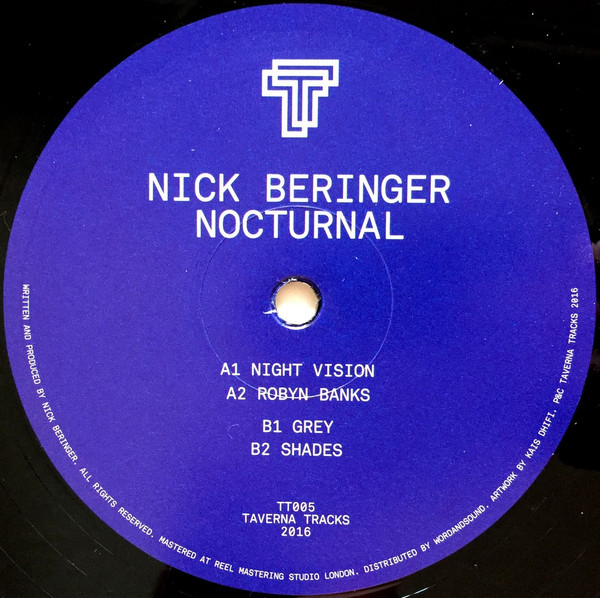 NICK BERINGER
NOCTURNAL
A1 NIGHT VISION
A2 ROBYN BANKS
B1 GREY
B2 SHADES
TT005
TAVERNA TRACKS
2016
WRITTEN AND PRODUCED BY NICK BERINGER. ALL RIGHTS RESERVED. MASTERED AT REEL MASTERING STUDIO LONDON. DISTRIBUTED BY WORDANDSOUND. ARTWORK BY KAIS DHIFI. P&C TAVERNA TRACKS 2016